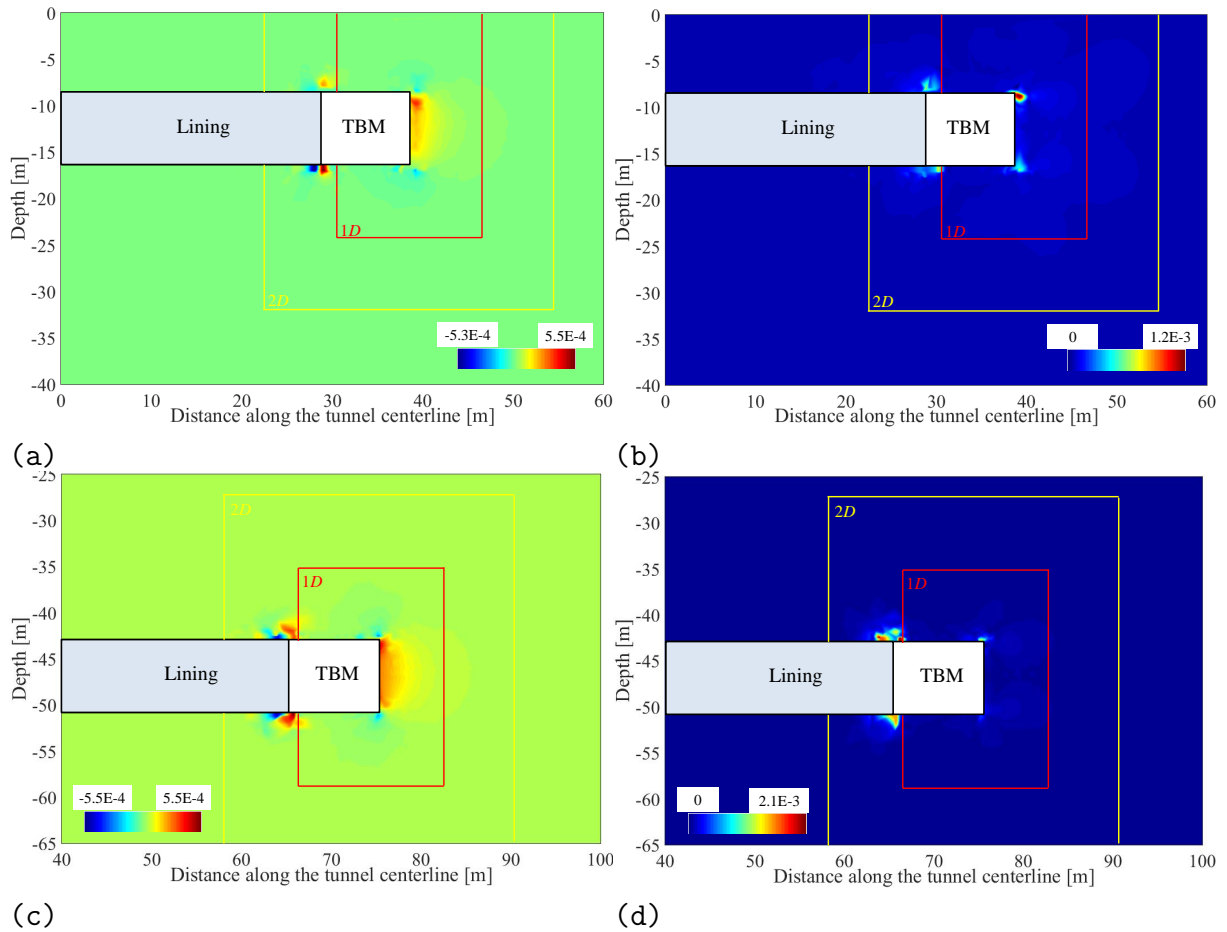 0
-5
-10
-15
-20
-25
-30
-35
-40
Depth [m]
Lining
TBM
1D
2D
-5.3E-4
5.5E-4
0
10
20
30
40
50
60
Distance along the tunnel centerline [m]
(a)
0
-5
-10
-15
-20
-25
-30
-35
-40
Depth [m]
Lining
TBM
1D
2D
0
1.2E-3
0
10
20
30
40
50
60
Distance along the tunnel centerline [m]
(b)
-25
-30
-35
-40
-45
-50
-55
-60
-65
Depth [m]
2D
1D
Lining
TBM
-5.5E-4
5.5E-4
40
50
60
70
80
90
100
Distance along the tunnel centerline [m]
(c)
-25
-30
-35
-40
-45
-50
-55
-60
-65
Depth [m]
2D
1D
Lining
TBM
0
2.1E-3
40
50
60
70
80
90
100
Distance along the tunnel centerline [m]
(d)